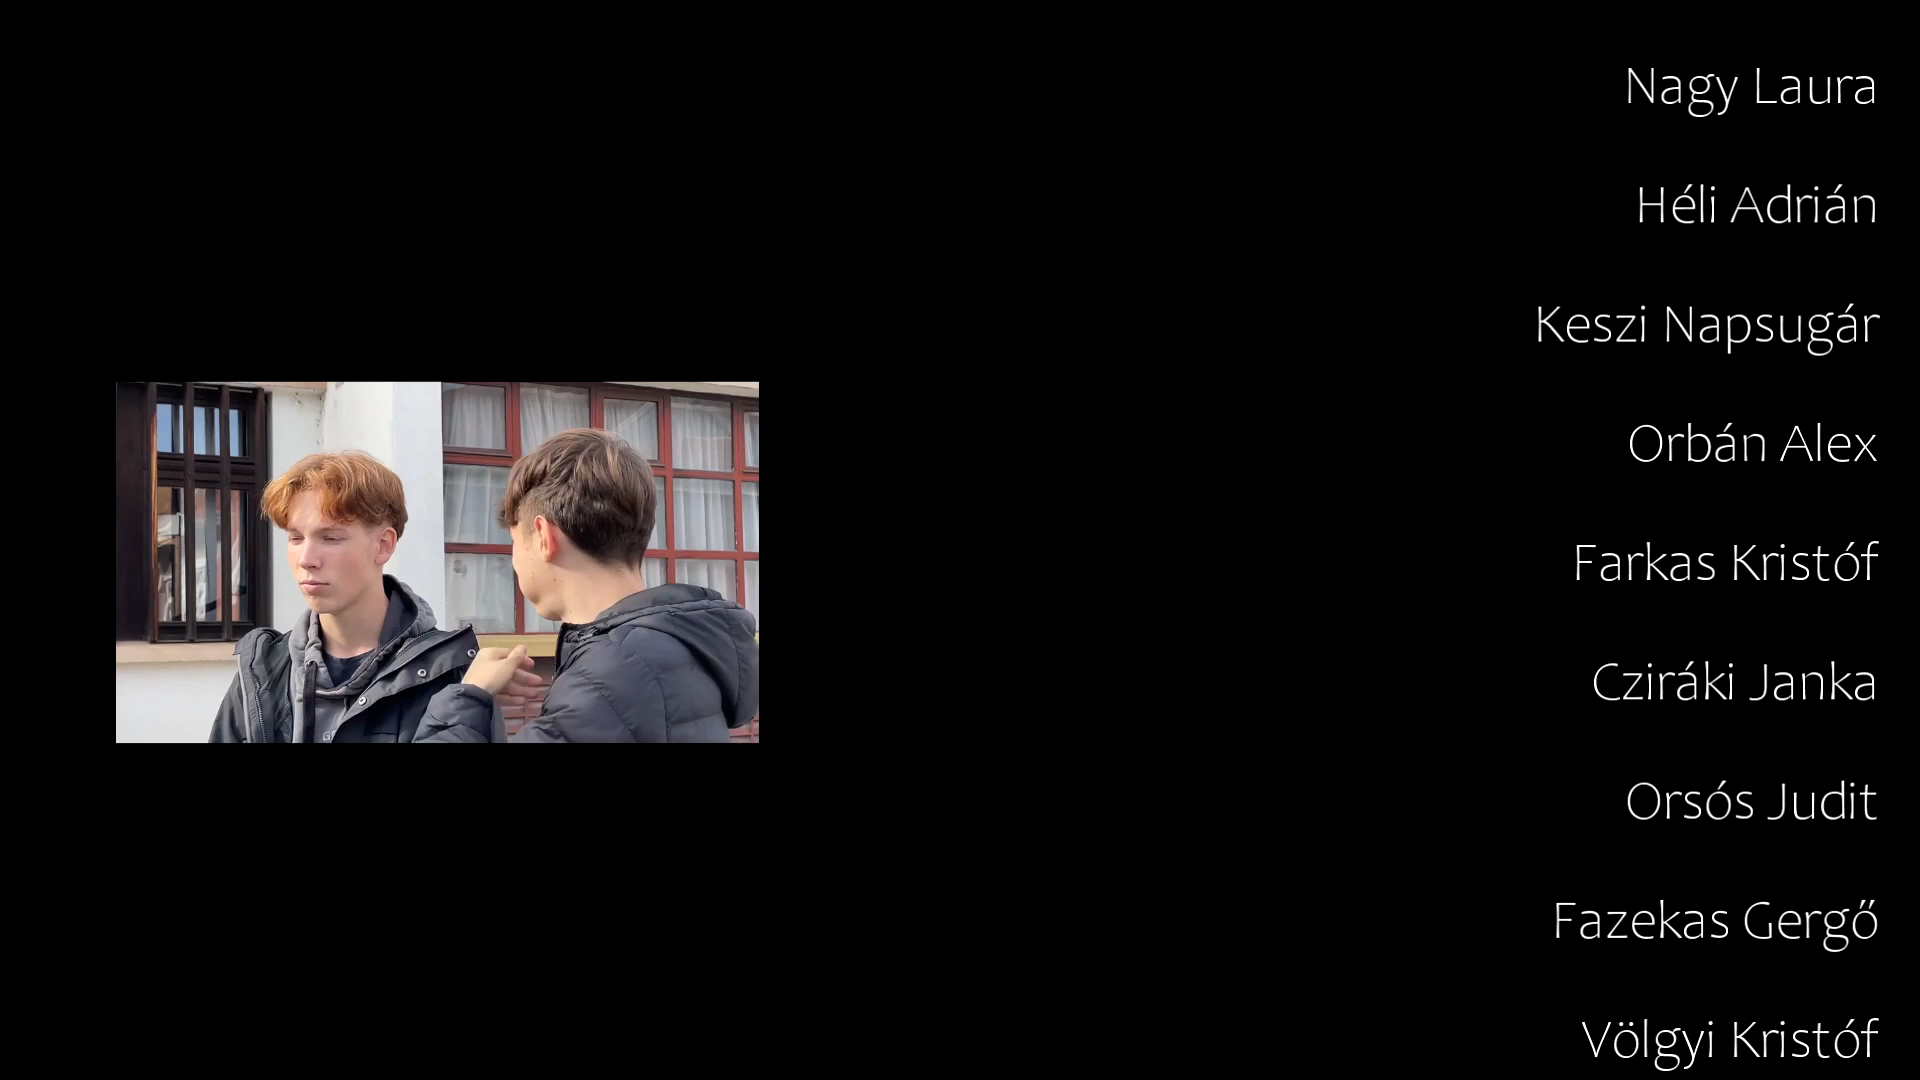 Nagy Laura
Héli Adrián
Keszi Napsugár
Orbán Alex
Farkas Kristóf
Cziráki Janka
Orsós Judit
Fazekas Gergő
Völgyi Kristóf